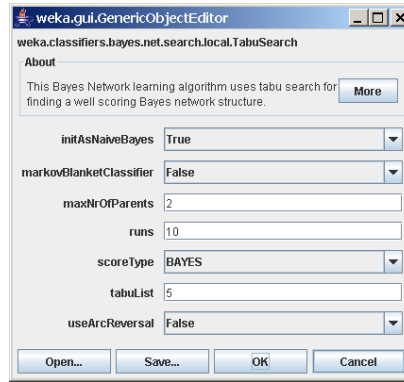 weka.gui.GenericObjectEditor
weka.classifiers.bayes.net.search.local.TabuSearch
About
This Bayes Network learning algorithm uses tabu search for
finding a well scoring Bayes network structure.
More
initAsNaiveBayes True
markovBlanketClassifier False
maxNrOfParents 2
runs 10
scoreType BAYES
tabuList 5
useArcReversal False
Open... Save... OK Cancel